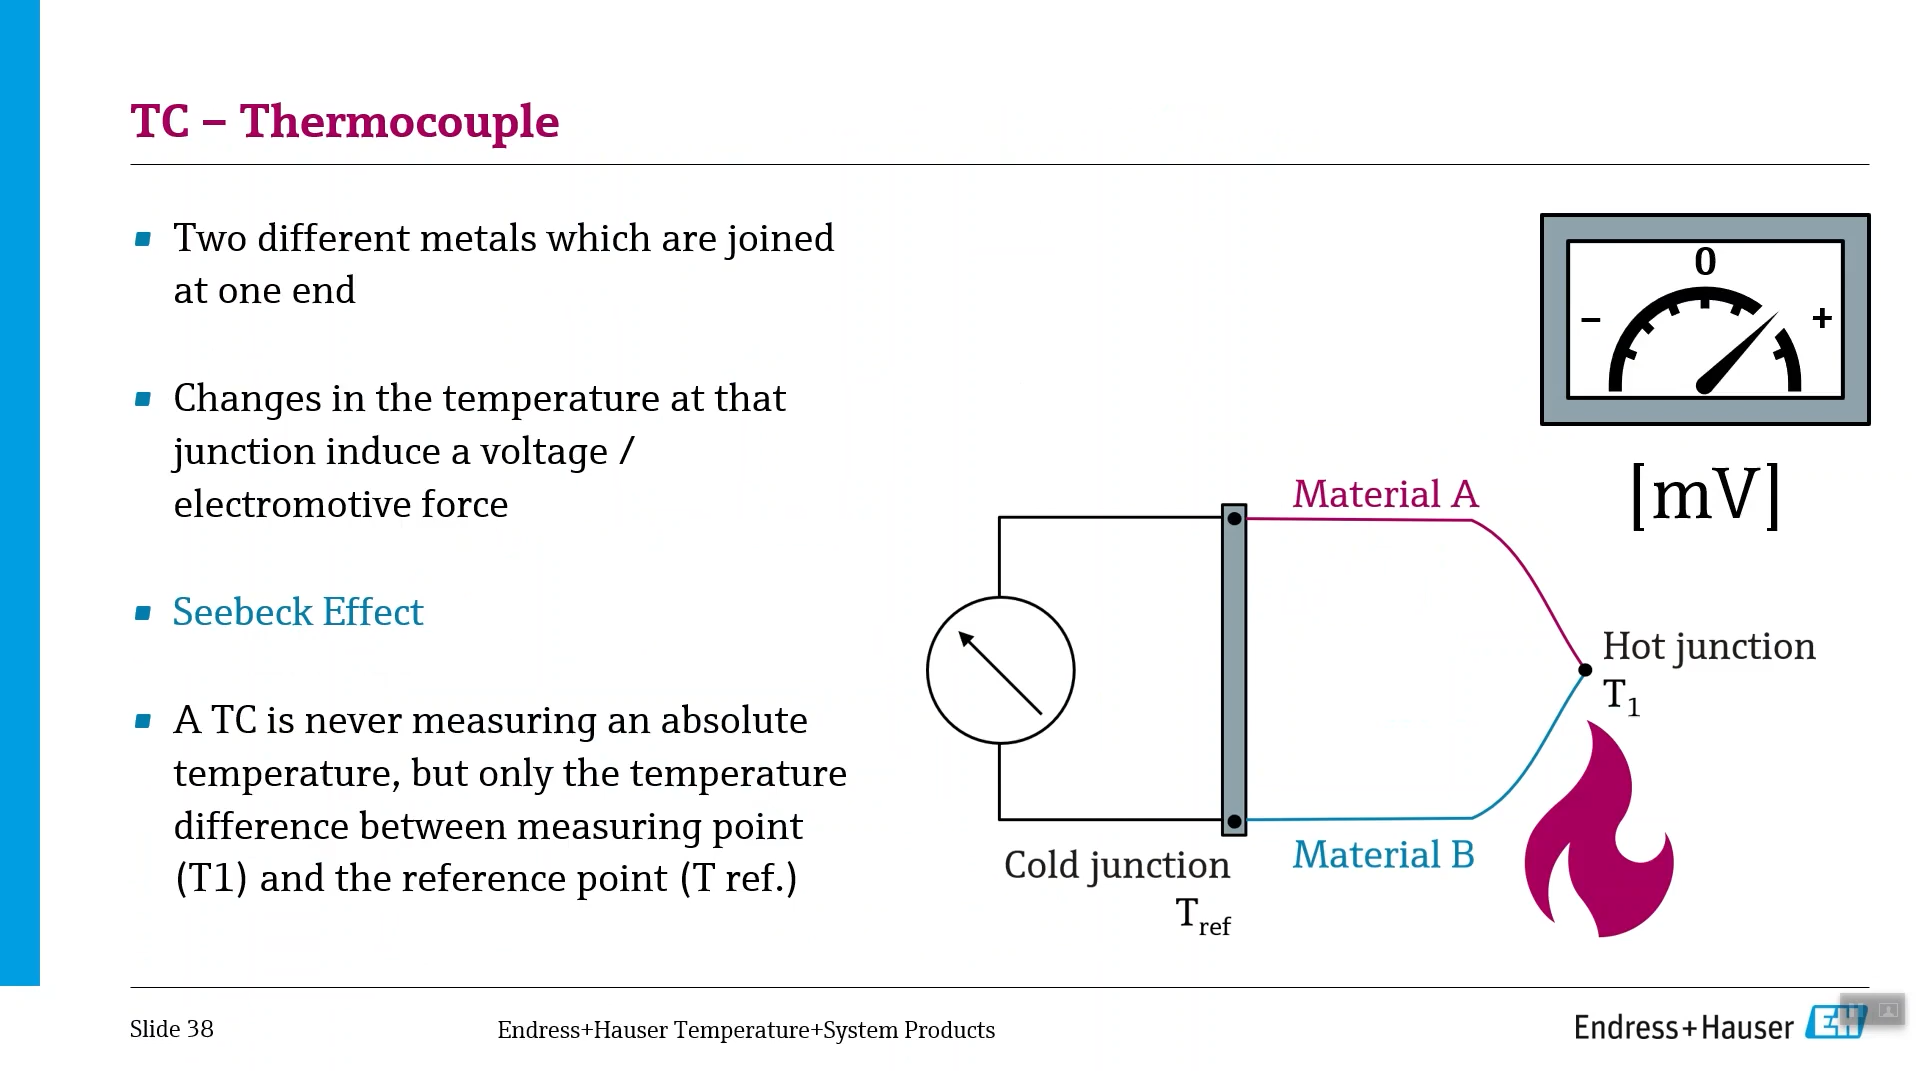 TC – Thermocouple
Two different metals which are joined
at one end
Changes in the temperature at that
junction induce a voltage /
electromotive force
Seebeck Effect
A TC is never measuring an absolute
temperature, but only the temperature
difference between measuring point
(T1) and the reference point (T ref.)
0
– +
[mV]
Material A
Hot junction
T1
Material B
Cold junction
Tref
Slide 38
Endress+Hauser Temperature+System Products
Endress+Hauser EH